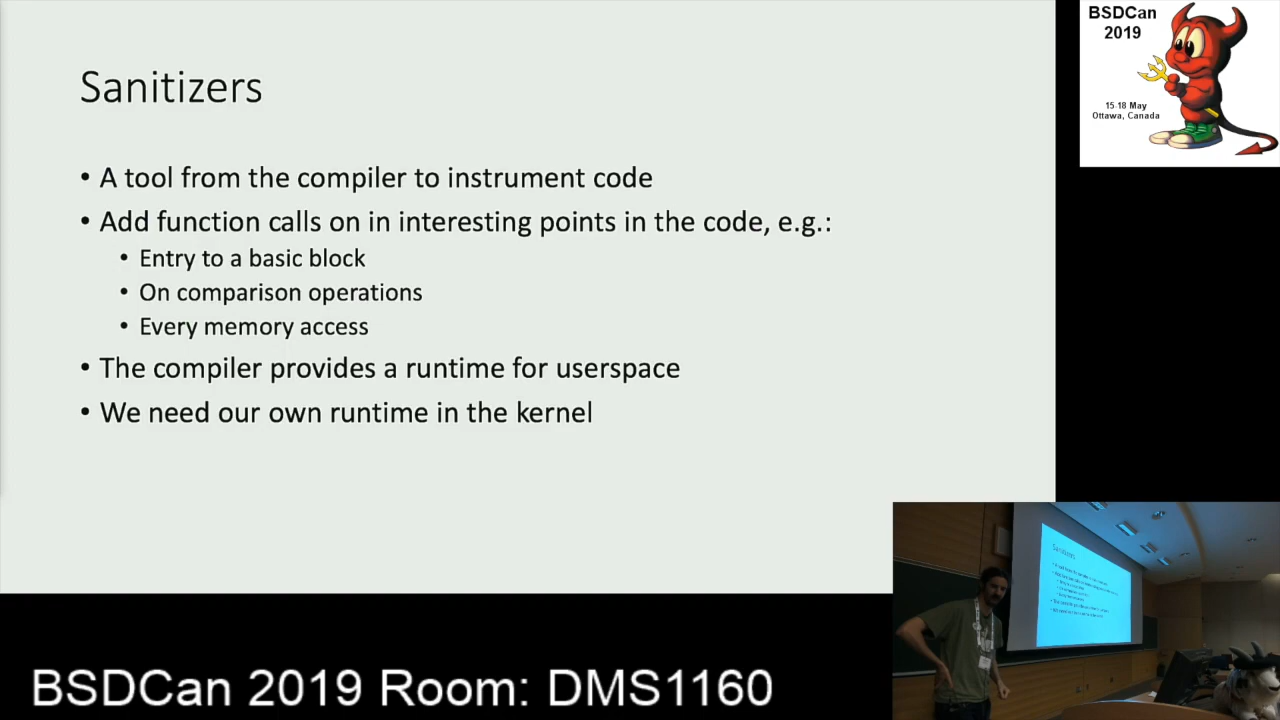 Sanitizers
• A tool from the compiler to instrument code
• Add function calls on in interesting points in the code, e.g.:
• Entry to a basic block
• On comparison operations
• Every memory access
• The compiler provides a runtime for userspace
• We need our own runtime in the kernel
BSDCan
2019
15-18 May
Ottawa, Canada
Sanitizers
BSDCan 2019 Room: DMS1160